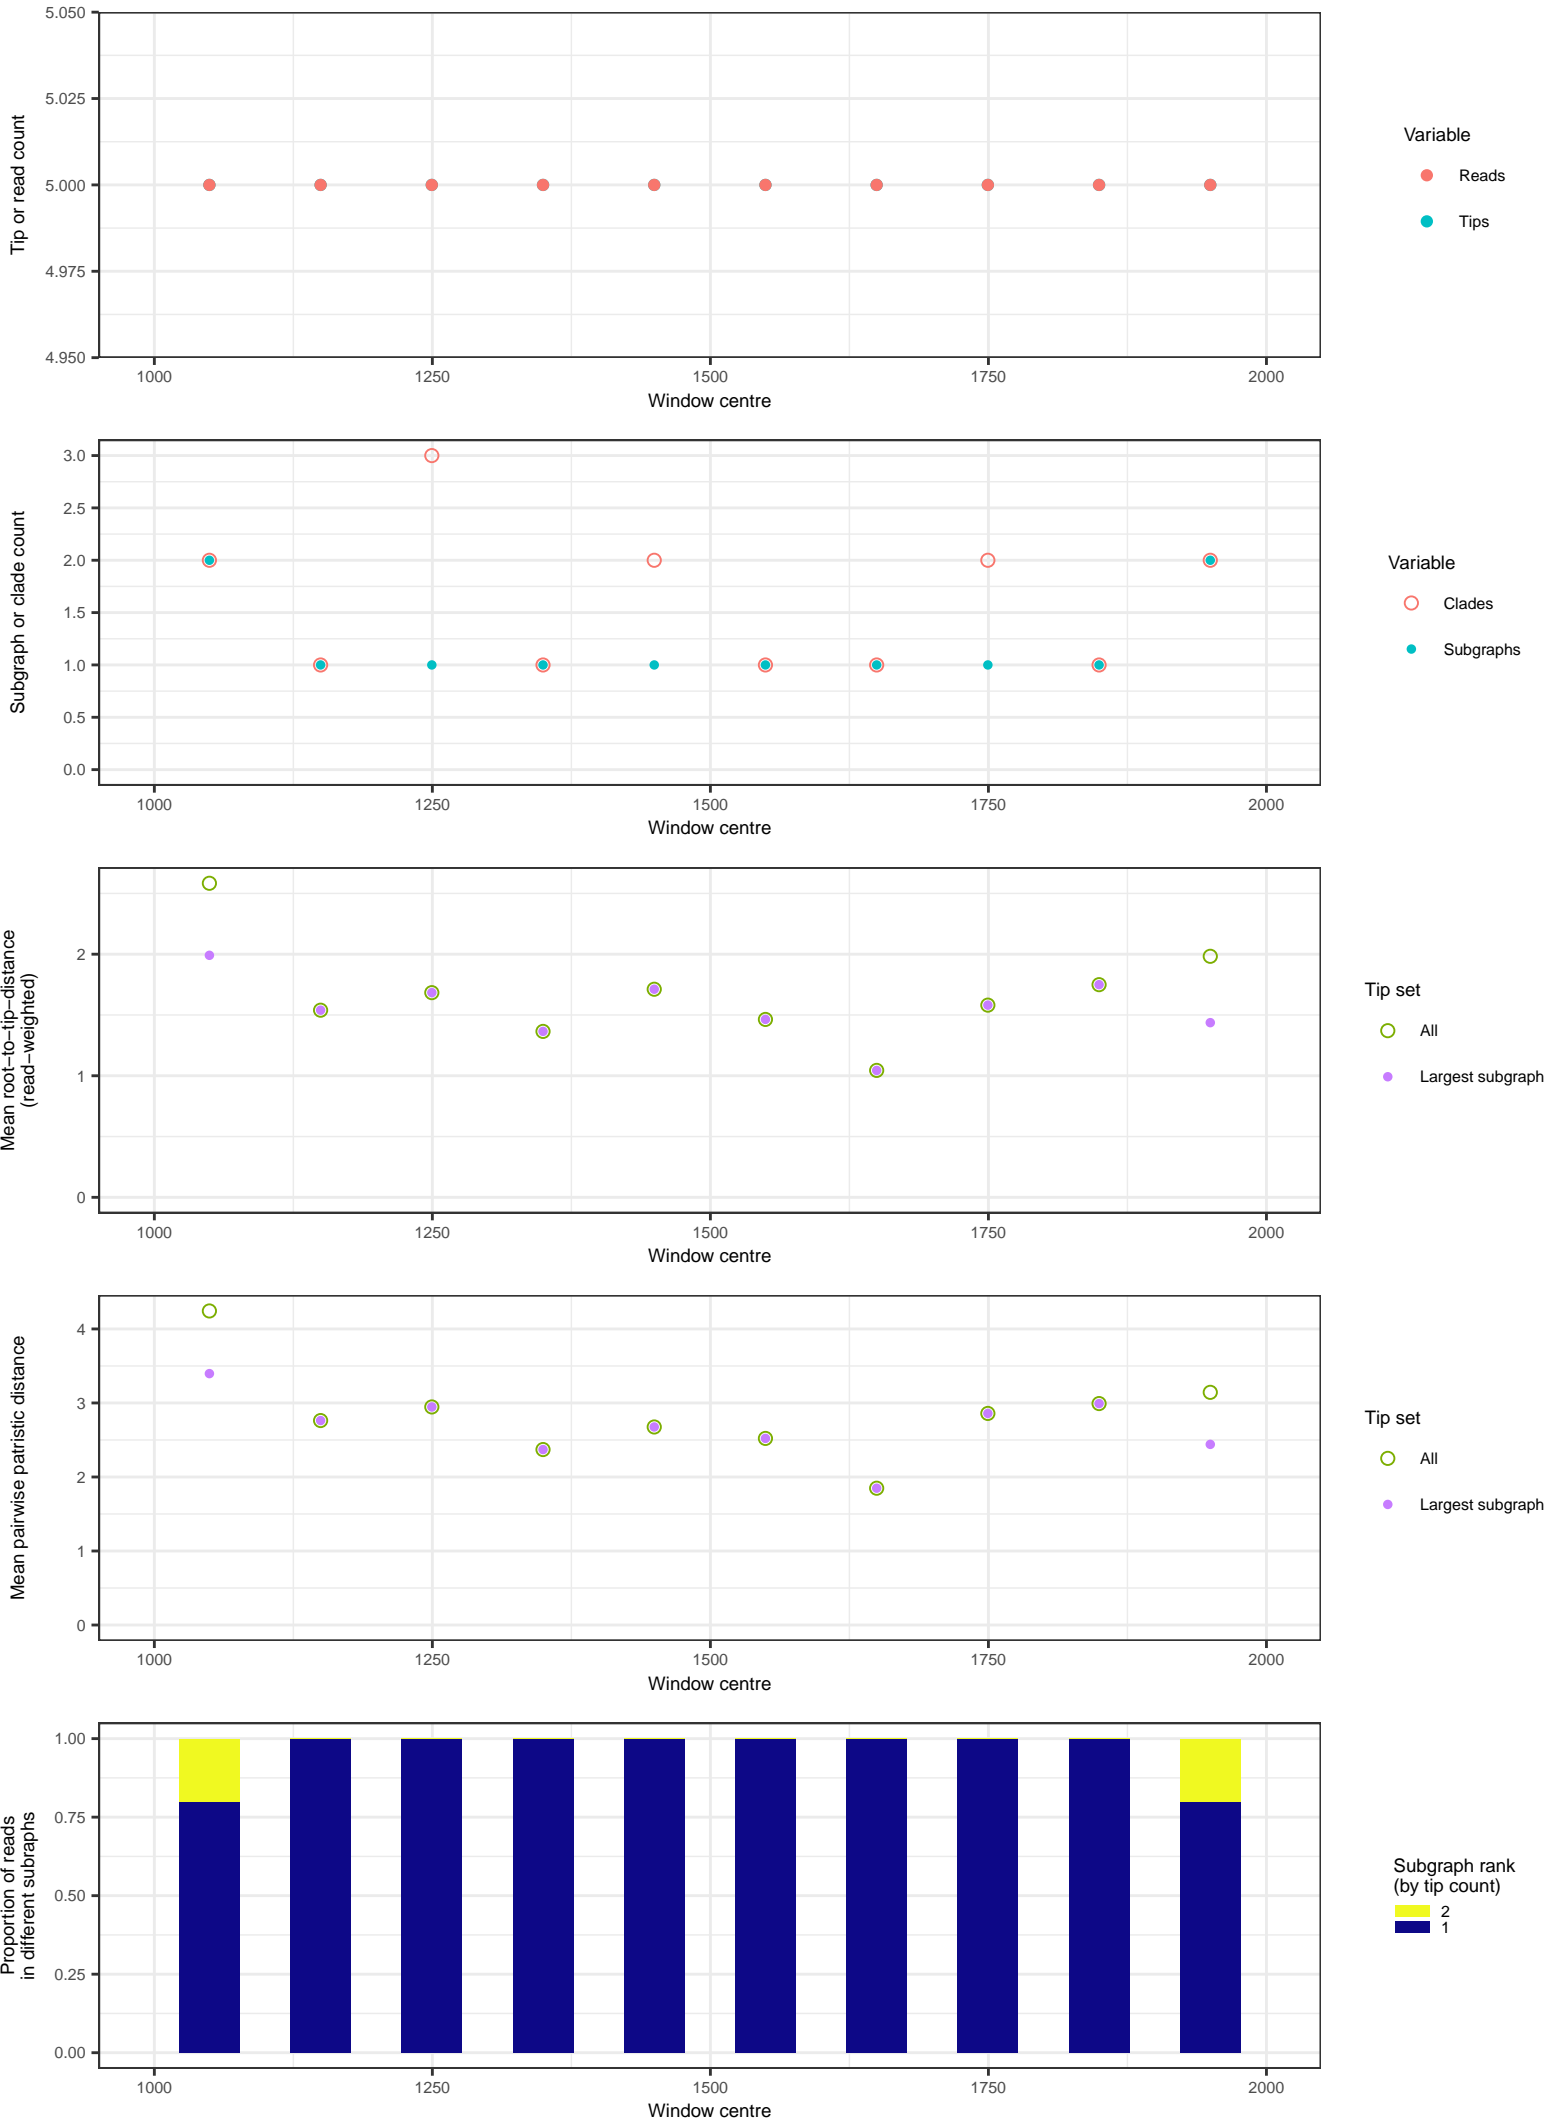 5.050
5.025
5.000
4.975
4.950
Tip or read count
1000 1250 1500 1750 2000
Window centre
Variable
Reads
Tips
3.0
2.5
2.0
1.5
1.0
0.5
0.0
Subgraph or clade count
1000 1250 1500 1750 2000
Window centre
Variable
Clades
Subgraphs
2
1
0
Mean root−to−tip−distance
(read−weighted)
1000 1250 1500 1750 2000
Window centre
Tip set
All
Largest subgraph
4
3
2
1
0
Mean pairwise patristic distance
1000 1250 1500 1750 2000
Window centre
Tip set
All
Largest subgraph
1.00
0.75
0.50
0.25
0.00
Proportion of reads
in different subraphs
1000 1250 1500 1750 2000
Window centre
Subgraph rank
(by tip count)
2
1